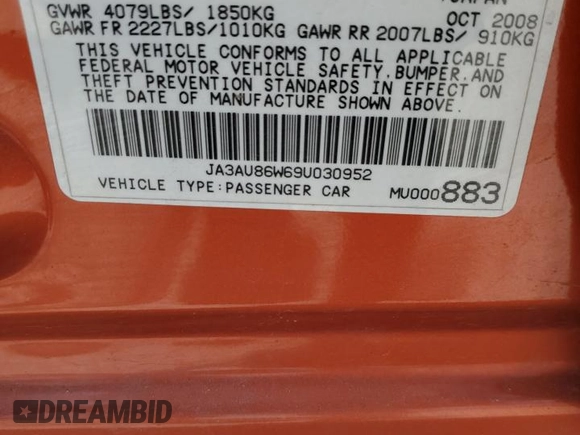 OCT 2008
GVWR 4079LBS/ 1850KG
GAWR FR 2227LBS/1010KG GAWR RR 2007LBS/ 910KG
THIS VEHICLE CONFORMS TO ALL APPLICABLE
FEDERAL MOTOR VEHICLE SAFETY,BUMPER,AND
THEFT PREVENTION STANDARDS IN EFFECT ON
THE DATE OF MANUFACTURE SHOWN ABOVE.
JA3AU86W69U030952
VEHICLE TYPE:PASSENGER CAR MU000883
DREAMBID